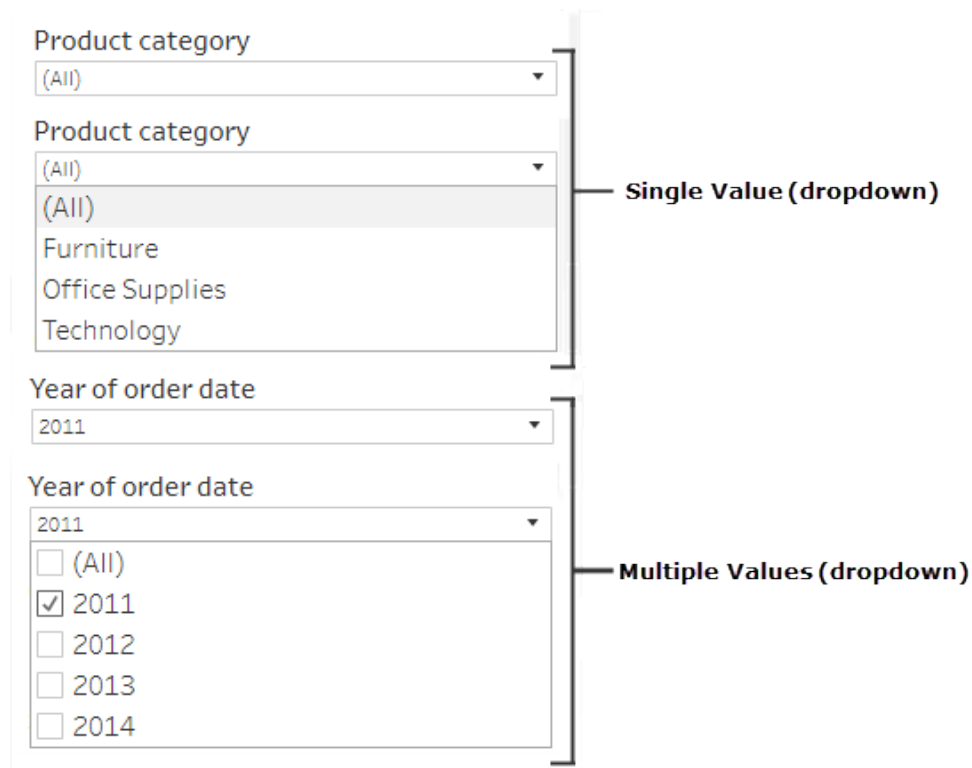 Product category
(All)
Product category
(All)
(All)
Furniture
Office Supplies
Technology
Single Value (dropdown)
Year of order date
2011
Year of order date
2011
(All)
2011
2012
2013
2014
Multiple Values (dropdown)